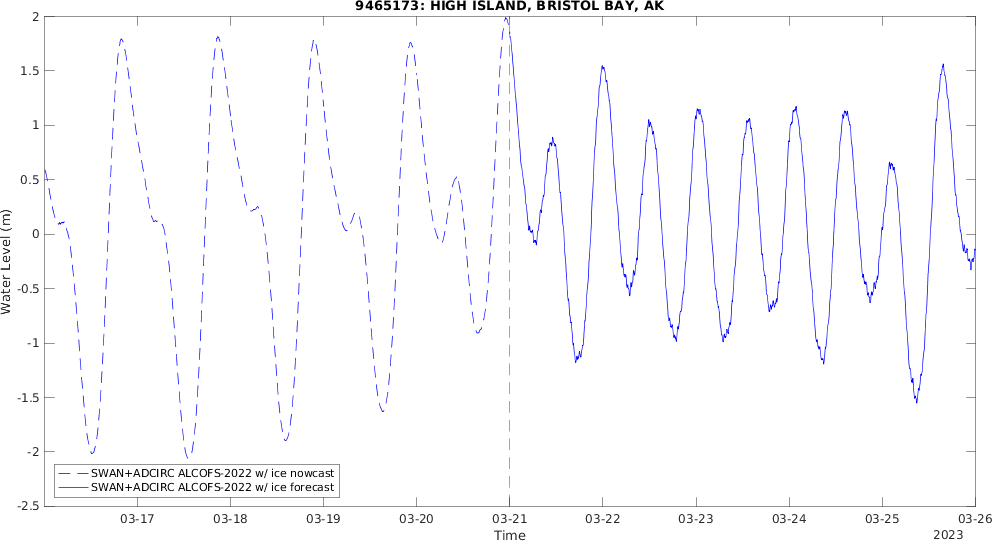 9465173: HIGH ISLAND, BRISTOL BAY, AK
2
1.5
1
0.5
0
-0.5
-1
-1.5
-2
-2.5
Water Level (m)
SWAN+ADCIRC ALCOFS-2022 w/ ice nowcast
SWAN+ADCIRC ALCOFS-2022 w/ ice forecast
03-17 03-18 03-19 03-20 03-21 03-22 03-23 03-24 03-25 03-26
Time
2023